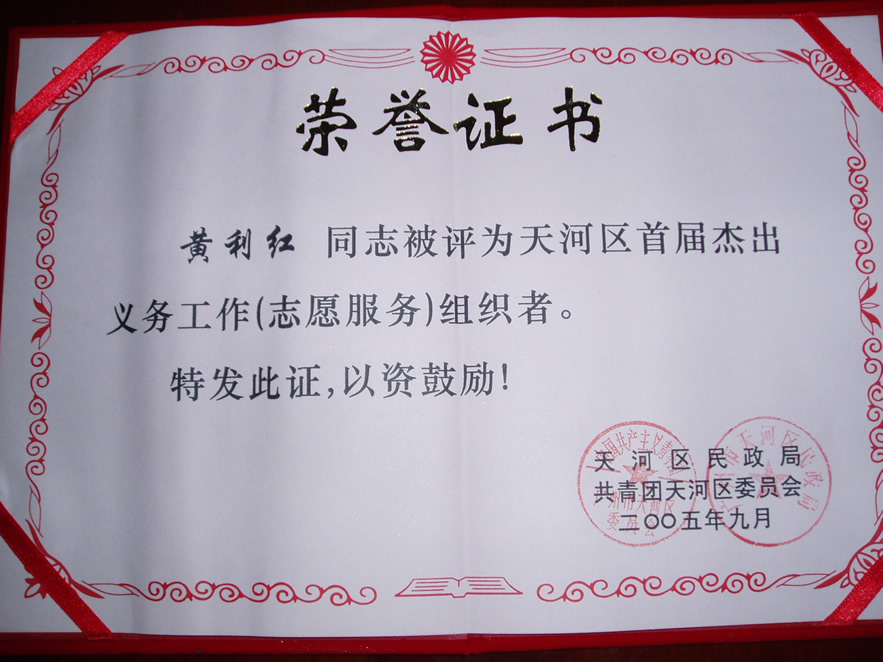 荣誉证书
黄利红 同志被评为天河区首届杰出
义务工作(志愿服务)组织者。
特发此证,以资鼓励!
天河区民政局
共青团天河区委员会
二〇〇五年九月